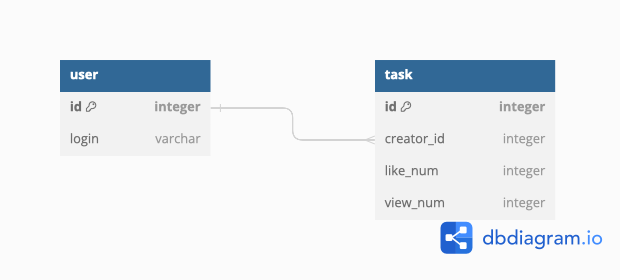 user
id integer
login varchar
task
id integer
creator_id integer
like_num integer
view_num integer
dbdiagram.io